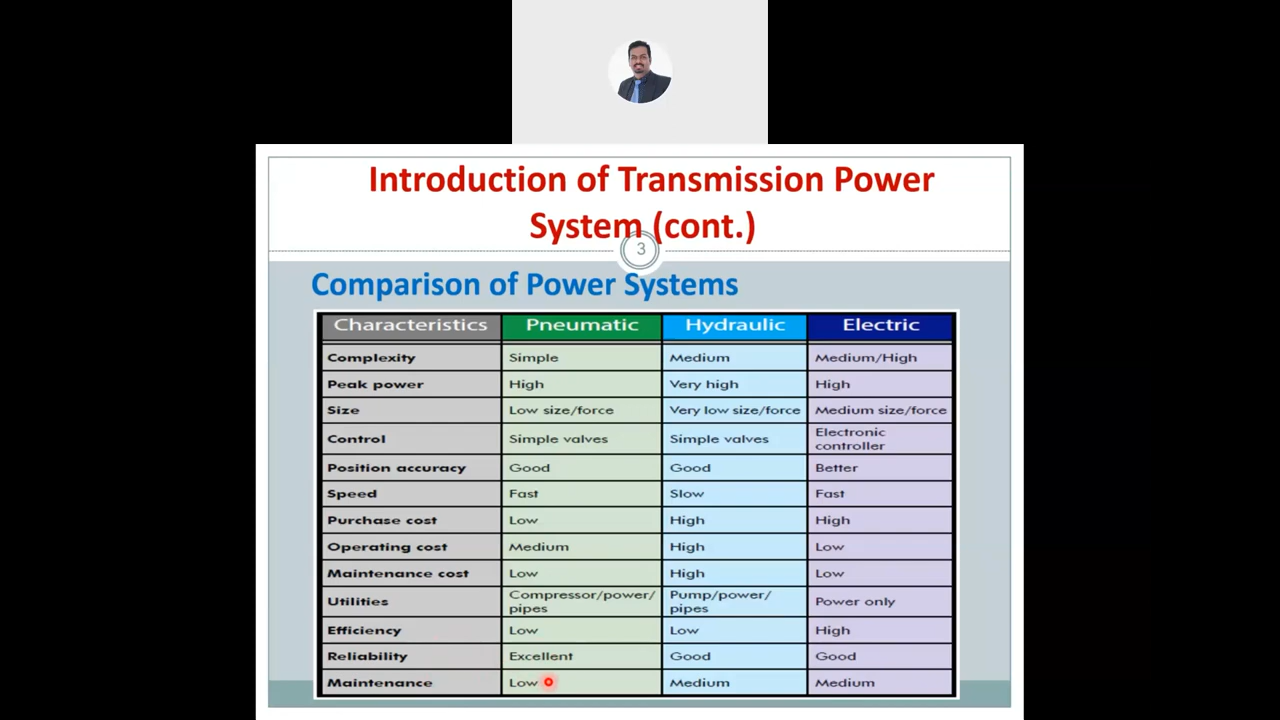 Introduction of Transmission Power
System (cont.)
3
Comparison of Power Systems
Characteristics Pneumatic Hydraulic Electric
Complexity Simple Medium Medium/High
Peak power High Very high High
Size Low size/force Very low size/force Medium size/force
Control Simple valves Simple valves Electronic
controller
Position accuracy Good Good Better
Speed Fast Slow Fast
Purchase cost Low High High
Operating cost Medium High Low
Maintenance cost Low High Low
Utilities Compressor/power/ Pump/power/ Power only
pipes pipes
Efficiency Low Low High
Reliability Excellent Good Good
Maintenance Low Medium Medium